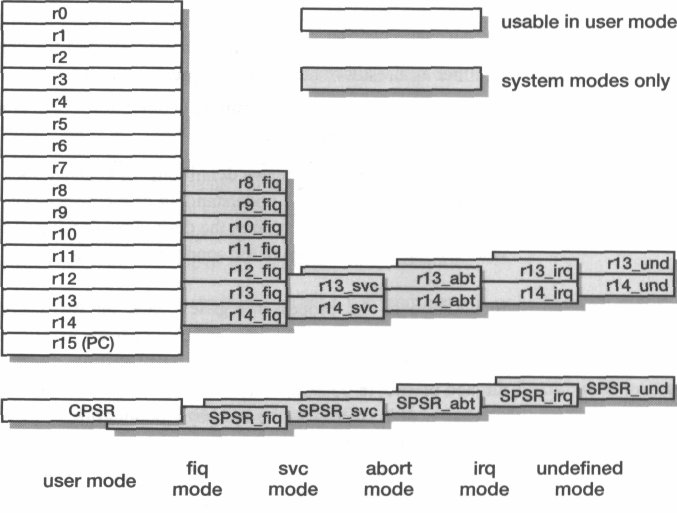 r0
r1
r2
r3
r4
r5
r6
r7
r8
r9
r10
r11
r12
r13
r14
r15 (PC)
usable in user mode
system modes only
r8_fiq
r9_fiq
r10_fiq
r11_fiq
r12_fiq
r13_fiq
r14_fiq
r13_svc
r14_svc
r13_abt
r14_abt
r13_irq
r14_irq
r13_und
r14_und
CPSR
SPSR_fiq
SPSR_svc
SPSR_abt
SPSR_irq
SPSR_und
user mode
fiq
mode
svc
mode
abort
mode
irq
mode
undefined
mode